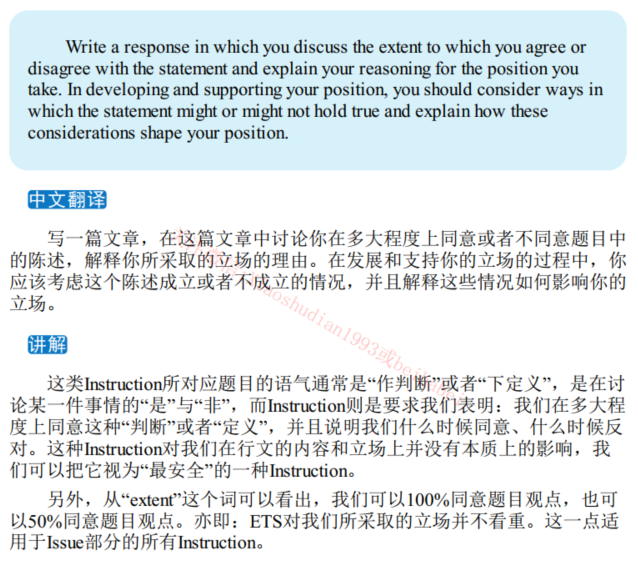 Write a response in which you discuss the extent to which you agree or
disagree with the statement and explain your reasoning for the position you
take. In developing and supporting your position, you should consider ways in
which the statement might or might not hold true and explain how these
considerations shape your position.
中文翻译
写一篇文章，在这篇文章中讨论你在多大程度上同意或者不同意题目中
的陈述，解释你所采取的立场的理由。在发展和支持你的立场的过程中，你
应该考虑这个陈述成立或者不成立的情况，并且解释这些情况如何影响你的
立场。
讲解
这类Instruction所对应题目的语气通常是“作判断”或者“下定义”，是在讨
论某一件事情的“是”与“非”，而Instruction则是要求我们表明：我们在多大程
度上同意这种“判断”或者“定义”，并且说明我们什么时候同意、什么时候反
对。这种Instruction对我们在行文的内容和立场上并没有本质上的影响，我
们可以把它视为“最安全”的一种Instruction。
另外，从“extent”这个词可以看出，我们可以100%同意题目观点，也可
以50%同意题目观点。亦即：ETS对我们所采取的立场并不看重。这一点适
用于Issue部分的所有Instruction。